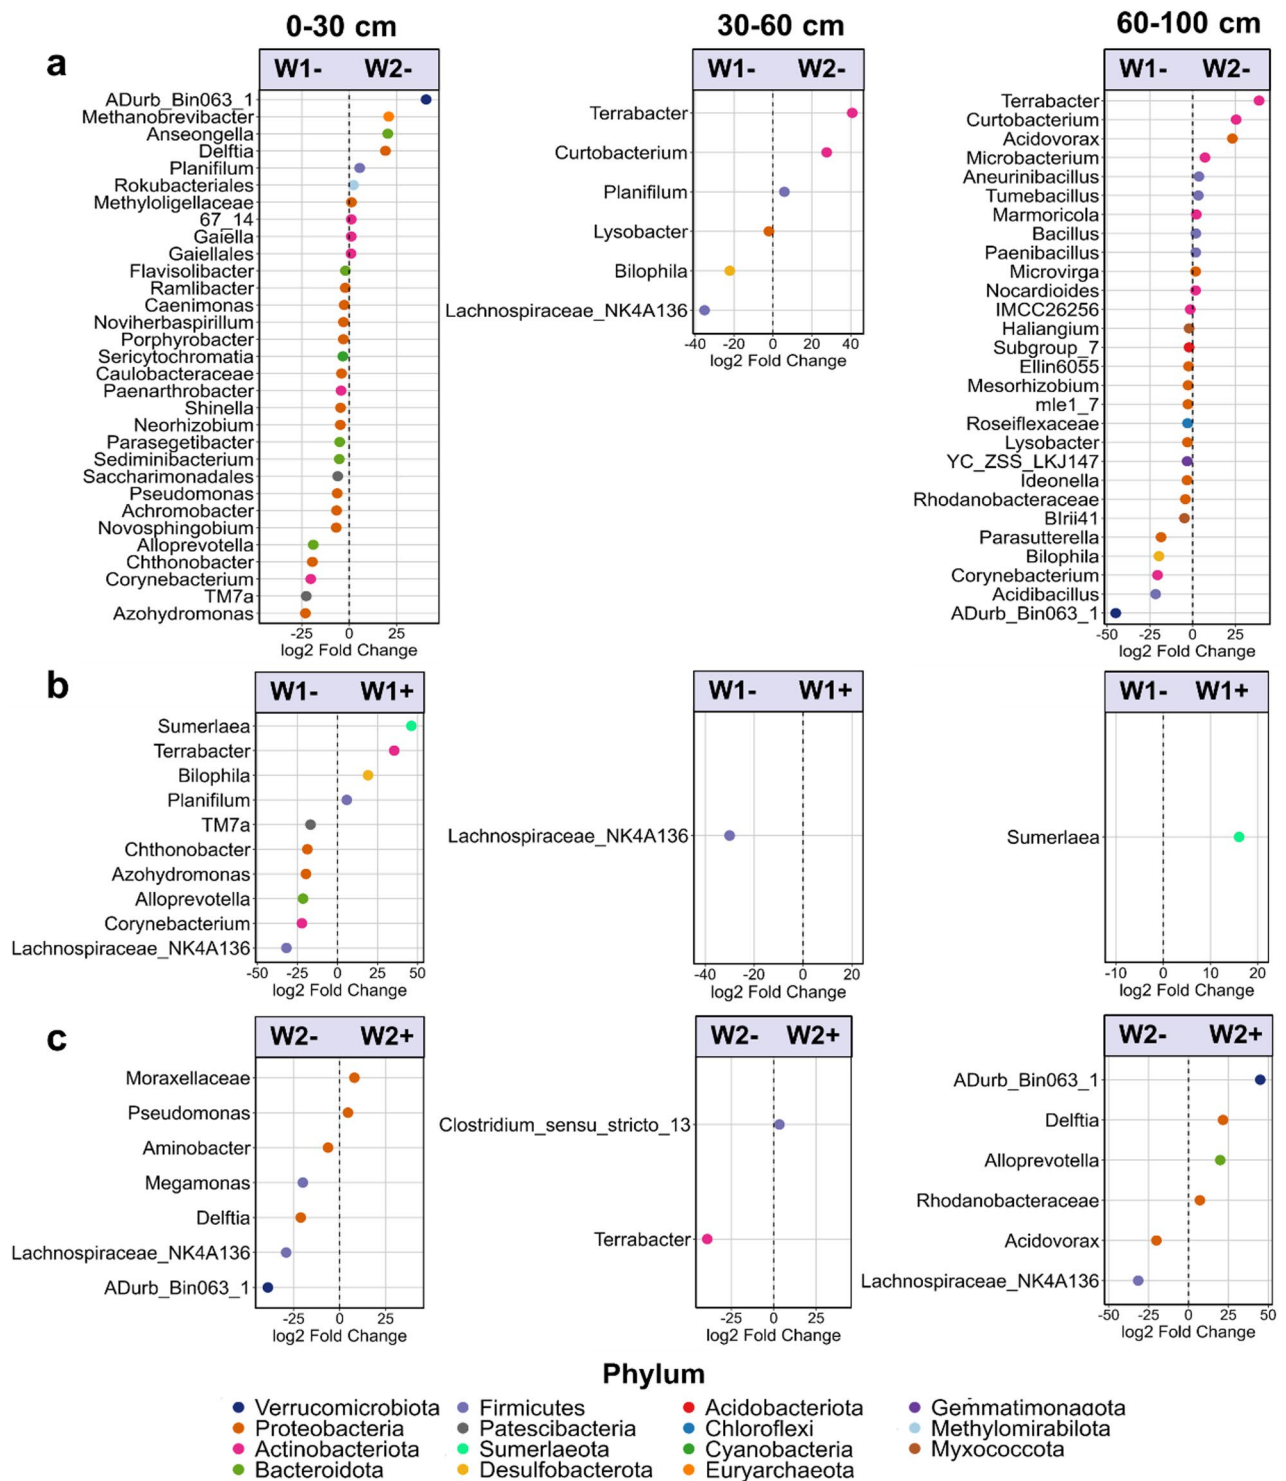 0-30 cm
30-60 cm
60-100 cm
a
W1- W2-
ADurb_Bin063_1
Methanobrevibacter
Anseongella
Delftia
Planifilum
Rokubacteriales
Methyloligellaceae
67_14
Gaiella
Gaiellales
Flavisolibacter
Ramlibacter
Caenimonas
Noviherbaspirillum
Porphyrobacter
Sericytochromatia
Caulobacteraceae
Paenarthrobacter
Shinella
Neorhizobium
Parasegetibacter
Sediminibacterium
Saccharimonadales
Pseudomonas
Achromobacter
Novosphingobium
Alloprevotella
Chthonobacter
Corynebacterium
TM7a
Azohydromonas
-25 0 25
log2 Fold Change
W1- W2-
Terrabacter
Curtobacterium
Planifilum
Lysobacter
Bilophila
Lachnospiraceae_NK4A136
-40 -20 0 20 40
log2 Fold Change
W1- W2-
Terrabacter
Curtobacterium
Acidovorax
Microbacterium
Aneurinibacillus
Tumebacillus
Marmoricola
Bacillus
Paenibacillus
Microvirga
Nocardioides
IMCC26256
Haliangium
Subgroup_7
Ellin6055
Mesorhizobium
mle1_7
Roseiflexaceae
Lysobacter
YC_ZSS_LKJ147
Ideonella
Rhodanobacteraceae
BIrii41
Parasutterella
Bilophila
Corynebacterium
Acidibacillus
ADurb_Bin063_1
-50 -25 0 25
log2 Fold Change
b
W1- W1+
Sumerlaea
Terrabacter
Bilophila
Planifilum
TM7a
Chthonobacter
Azohydromonas
Alloprevotella
Corynebacterium
Lachnospiraceae_NK4A136
-50 -25 0 25 50
log2 Fold Change
W1- W1+
Lachnospiraceae_NK4A136
-40 -20 0 20
log2 Fold Change
W1- W1+
Sumerlaea
-10 0 10 20
log2 Fold Change
c
W2- W2+
Moraxellaceae
Pseudomonas
Aminobacter
Megamonas
Delftia
Lachnospiraceae_NK4A136
ADurb_Bin063_1
-25 0 25
log2 Fold Change
W2- W2+
Clostridium_sensu_stricto_13
Terrabacter
-25 0 25
log2 Fold Change
W2- W2+
ADurb_Bin063_1
Delftia
Alloprevotella
Rhodanobacteraceae
Acidovorax
Lachnospiraceae_NK4A136
-50 -25 0 25 50
log2 Fold Change
Phylum
Verrucomicrobiota Firmicutes Acidobacteriota Gemmatimonadota
Proteobacteria Patescibacteria Chloroflexi Methylomirabilota
Actinobacteriota Sumerlaeota Cyanobacteria Myxococcota
Bacteroidota Desulfobacterota Euryarchaeota